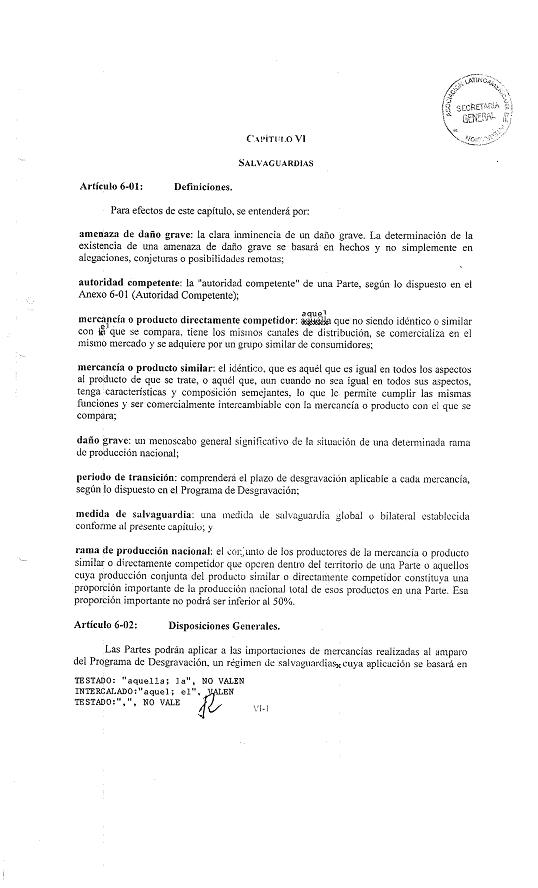 ASOCIACION LATINOAMERICANA DE
SECRETARIA
GENERAL
CAPÍTULO VI
SALVAGUARDIAS
Artículo 6-01: Definiciones.
Para efectos de este capítulo, se entenderá por:
amenaza de daño grave: la clara inminencia de un daño grave. La determinación de la
existencia de una amenaza de daño grave se basará en hechos y no simplemente en
alegaciones, conjeturas o posibilidades remotas;
autoridad competente: la "autoridad competente" de una Parte, según lo dispuesto en el
Anexo 6-01 (Autoridad Competente);
aquel
mercancía o producto directamente competidor: aquella que no siendo idéntico o similar
el
con la que se compara, tiene los mismos canales de distribución, se comercializa en el
mismo mercado y se adquiere por un grupo similar de consumidores;
mercancía o producto similar: el idéntico, que es aquél que es igual en todos los aspectos
al producto de que se trate, o aquél que, aun cuando no sea igual en todos sus aspectos,
tenga características y composición semejantes, lo que le permite cumplir las mismas
funciones y ser comercialmente intercambiable con la mercancía o producto con el que se
compara;
daño grave: un menoscabo general significativo de la situación de una determinada rama
de producción nacional;
periodo de transición: comprenderá el plazo de desgravación aplicable a cada mercancía,
según lo dispuesto en el Programa de Desgravación;
medida de salvaguardia: una medida de salvaguardia global o bilateral establecida
conforme al presente capítulo; y
rama de producción nacional: el conjunto de los productores de la mercancía o producto
similar o directamente competidor que operen dentro del territorio de una Parte o aquellos
cuya producción conjunta del producto similar o directamente competidor constituya una
proporción importante de la producción nacional total de esos productos en una Parte. Esa
proporción importante no podrá ser inferior al 50%.
Artículo 6-02: Disposiciones Generales.
Las Partes podrán aplicar a las importaciones de mercancías realizadas al amparo
del Programa de Desgravación, un régimen de salvaguardias, cuya aplicación se basará en
TESTADO: "aquella; la", NO VALEN
INTERCALADO:"aquel; el", VALEN
TESTADO:",", NO VALE
VI-1